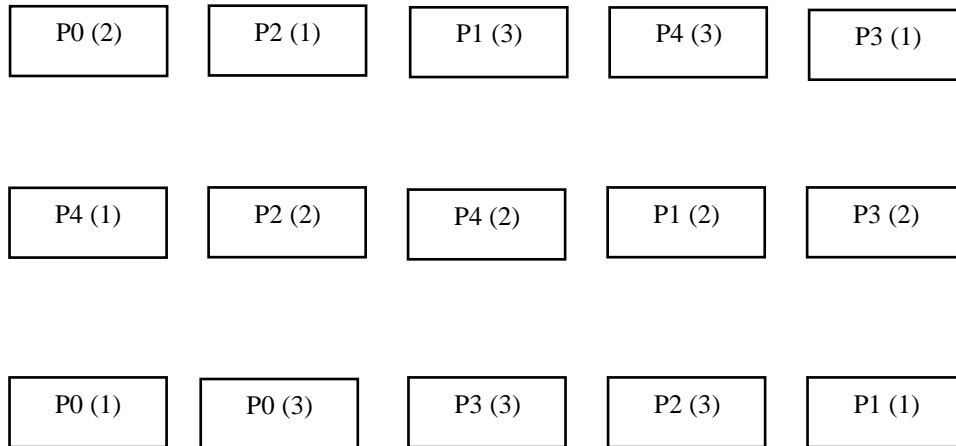 P0 (2) P2 (1) P1 (3) P4 (3) P3 (1)
P4 (1) P2 (2) P4 (2) P1 (2) P3 (2)
P0 (1) P0 (3) P3 (3) P2 (3) P1 (1)